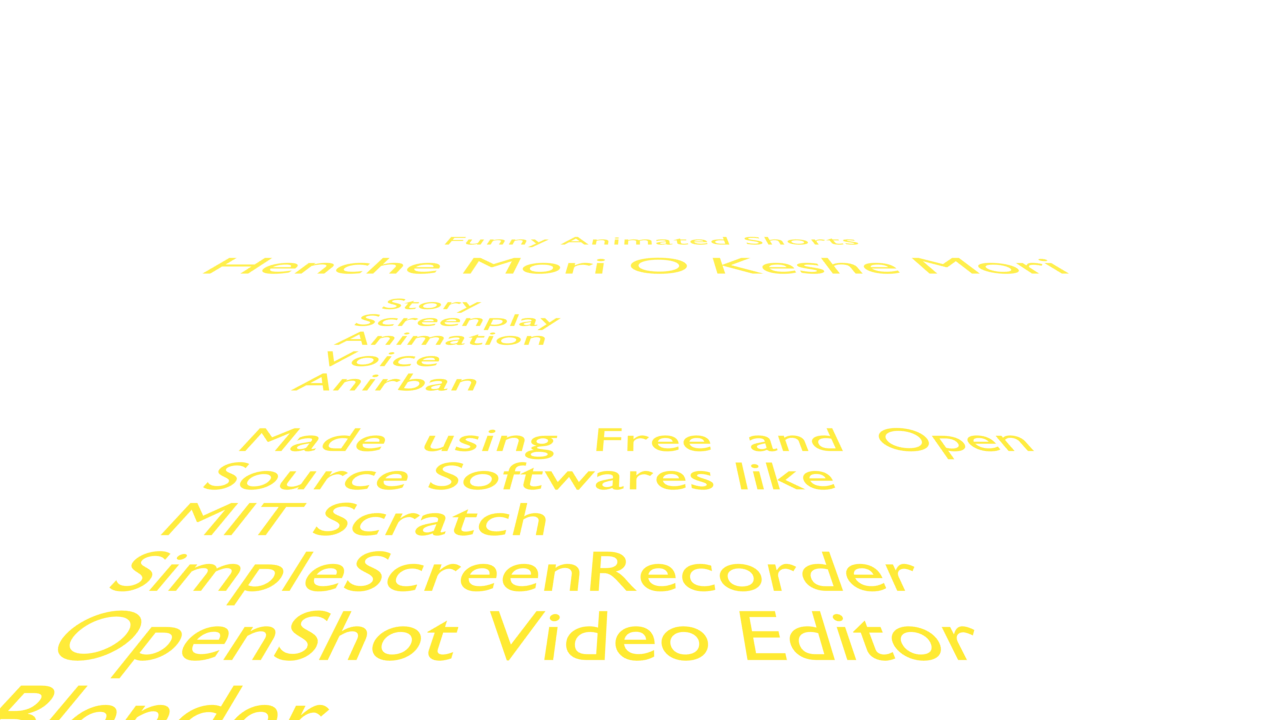 Funny Animated Shorts
Henche Mori O Keshe Mori
Story
Screenplay
Animation
Voice
Anirban
Made using Free and Open
Source Softwares like
MIT Scratch
SimpleScreenRecorder
OpenShot Video Editor
Blender